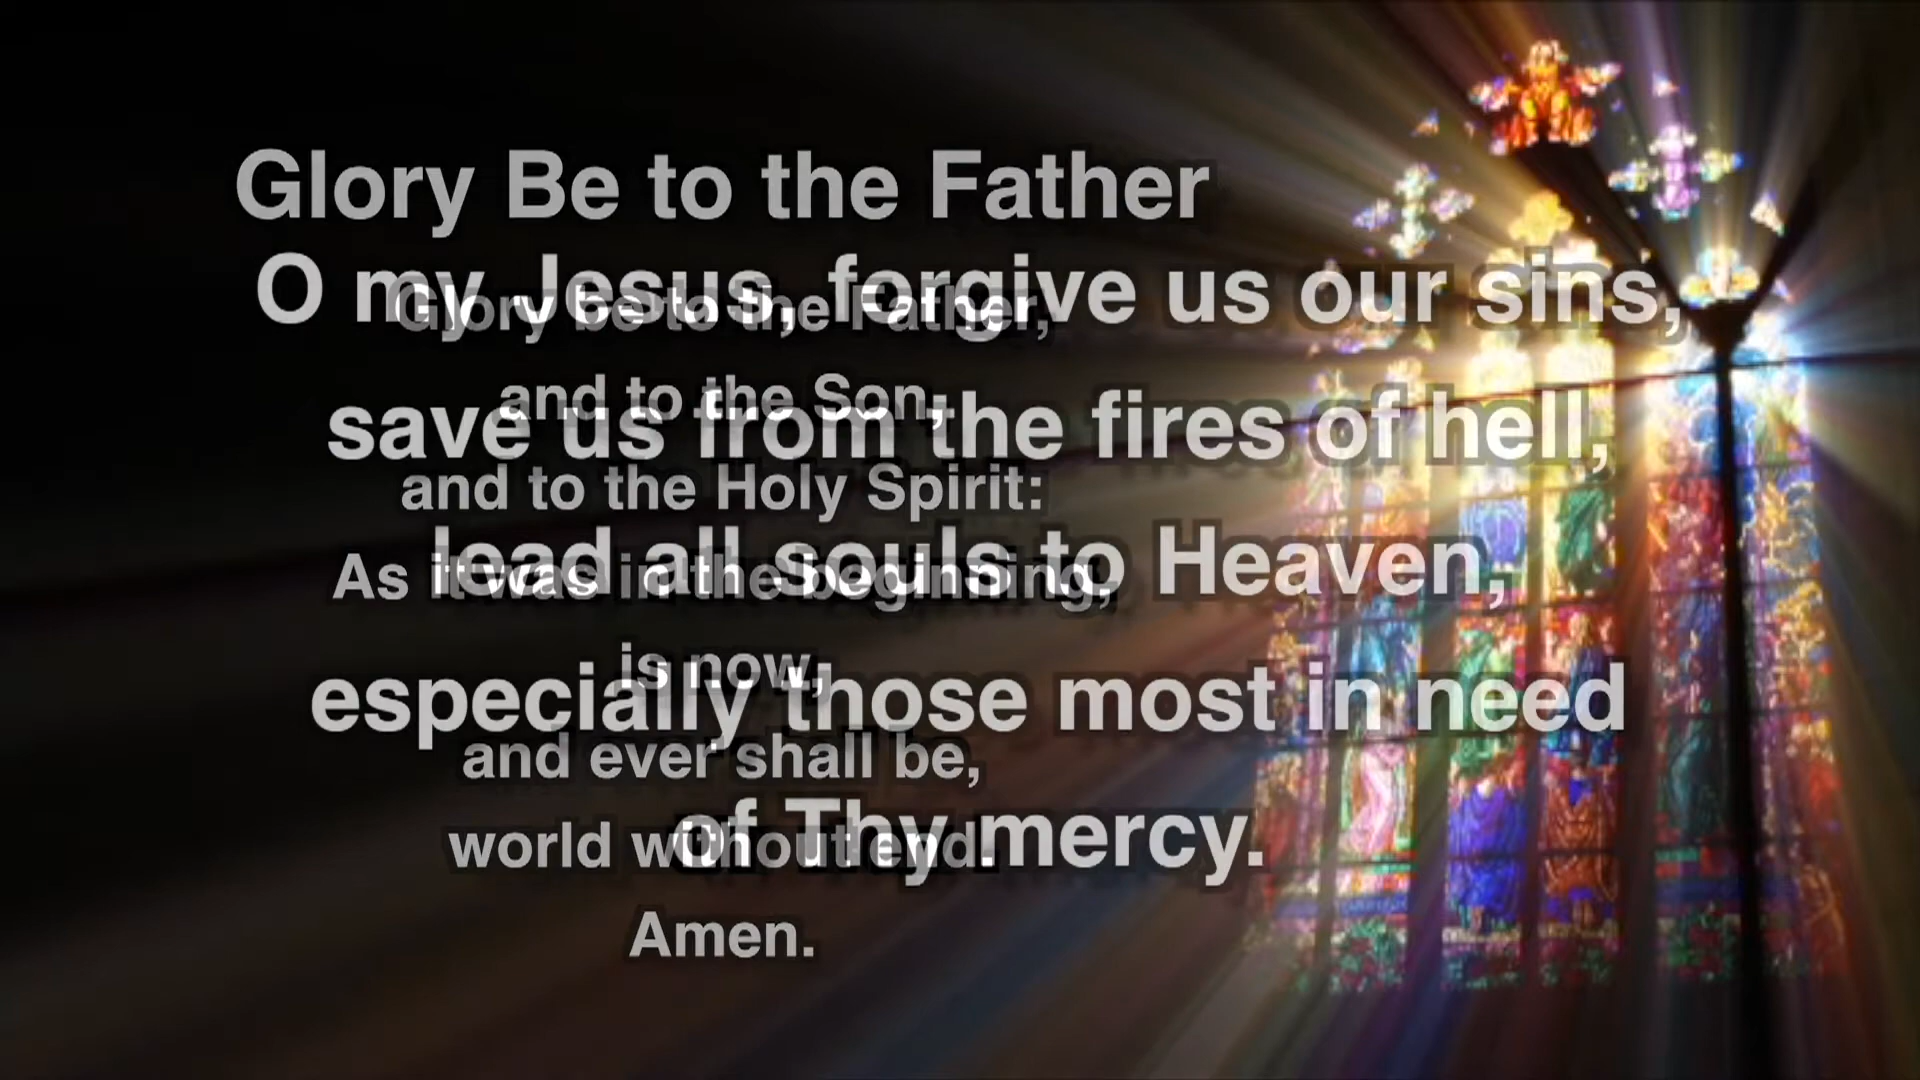 Glory Be to the Father
Glory be to the Father,
and to the Son,
and to the Holy Spirit:
As it was in the beginning,
is now,
and ever shall be,
world without end.
Amen.
O my Jesus, forgive us our sins,
save us from the fires of hell,
lead all souls to Heaven,
especially those most in need
of Thy mercy.